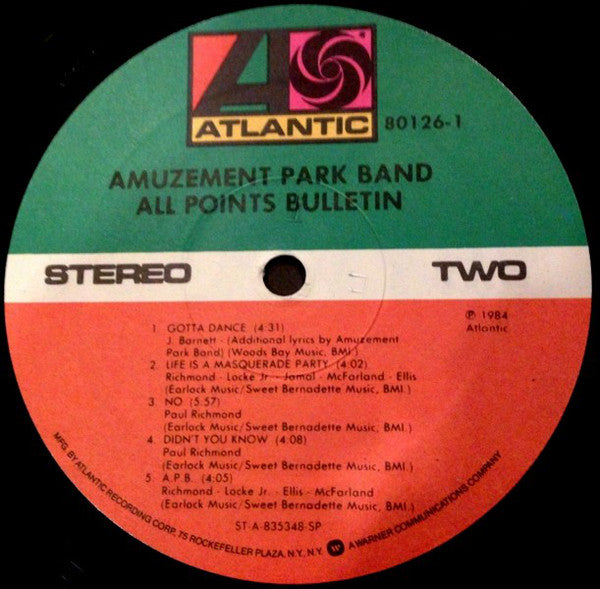 ATLANTIC 80126-1
AMUZEMENT PARK BAND
ALL POINTS BULLETIN
STEREO TWO
℗ 1984
Atlantic
1 GOTTA DANCE (4:31)
J. Barnett - (Additional lyrics by Amuzement
Park Band) (Woods Bay Music, BMI.)
2. LIFE IS A MASQUERADE PARTY (4:02)
Richmond - Locke Jr. - Jamal - McFarland - Ellis
(Earlock Music/Sweet Bernadette Music, BMI.)
3 NO (5:57)
Paul Richmond
(Earlock Music/Sweet Bernadette Music, BMI.)
4. DIDN'T YOU KNOW (4:08)
Paul Richmond
(Earlock Music/Sweet Bernadette Music, BMI.)
5. A.P.B. (4:05)
Richmond - Locke Jr. - Ellis - McFarland
(Earlock Music/Sweet Bernadette Music, BMI.)
ST-A-835348-SP
MFG. BY ATLANTIC RECORDING CORP., 75 ROCKEFELLER PLAZA, N.Y., N.Y. W A WARNER COMMUNICATIONS COMPANY